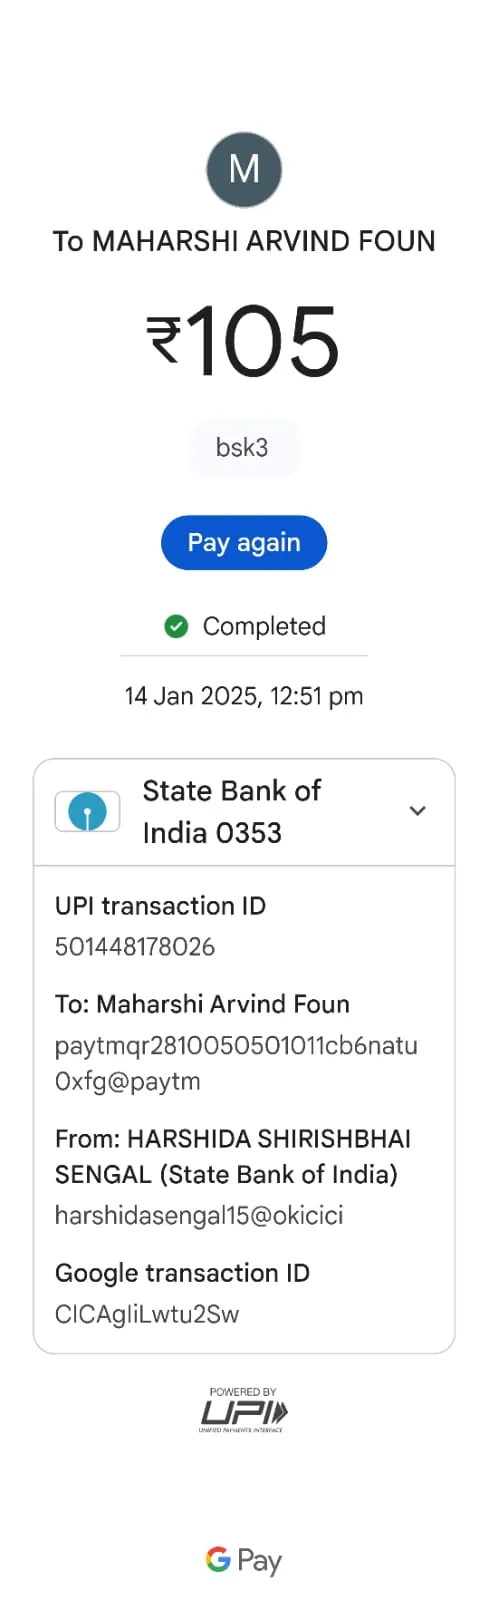 M
To MAHARSHI ARVIND FOUN
₹105
bsk3
Pay again
Completed
14 Jan 2025, 12:51 pm
State Bank of
India 0353
UPI transaction ID
501448178026
To: Maharshi Arvind Foun
paytmqr2810050501011cb6natu
0xfg@paytm
From: HARSHIDA SHIRISHBHAI
SENGAL (State Bank of India)
harshidasengal15@okicici
Google transaction ID
CICAgIiLwtu2Sw
POWERED BY
UPI
UNIFIED PAYMENTS INTERFACE
G Pay